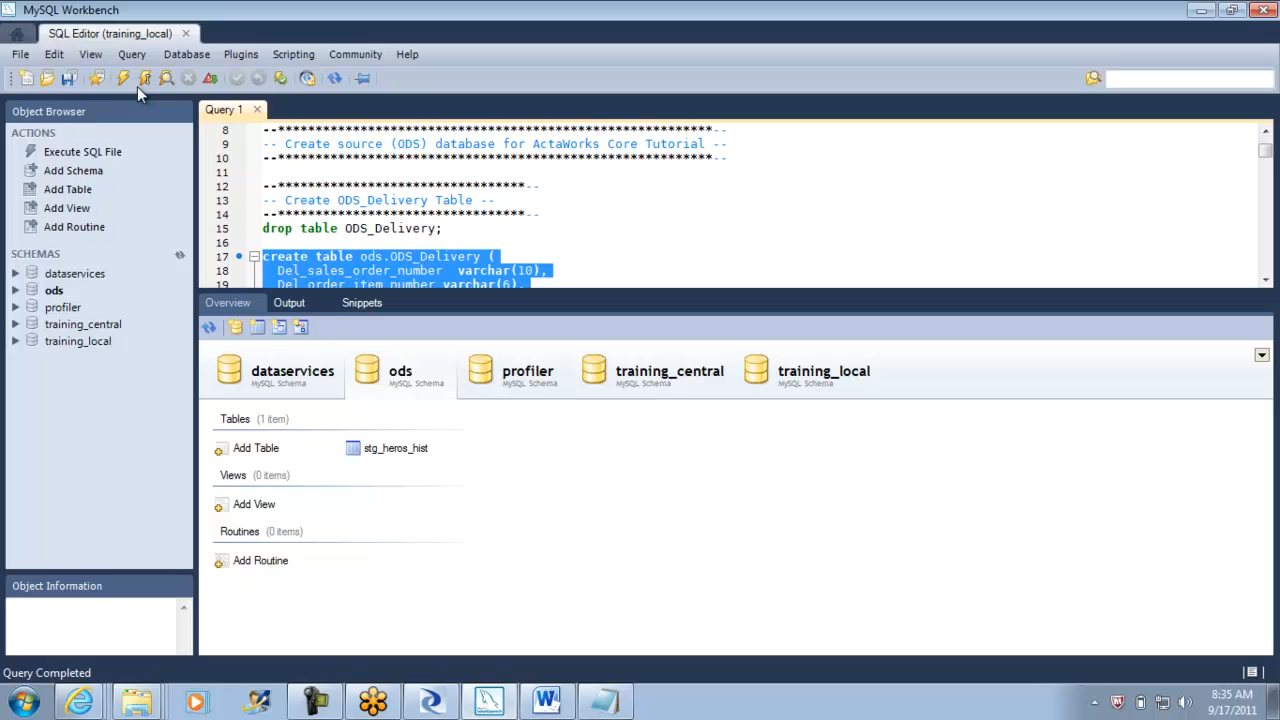 MySQL Workbench
SQL Editor (training_local)
File Edit View Query Database Plugins Scripting Community Help
Object Browser
ACTIONS
Execute SQL File
Add Schema
Add Table
Add View
Add Routine
SCHEMAS
dataservices
ods
profiler
training_central
training_local
Object Information
Query 1
8 --***********************************************************--
9 -- Create source (ODS) database for ActaWorks Core Tutorial --
10 --***********************************************************--
11
12 --********************************--
13 -- Create ODS_Delivery Table --
14 --********************************--
15 drop table ODS_Delivery;
16
17 create table ods.ODS_Delivery (
18 Del_sales_order_number varchar(10),
19 Del_order_item_number varchar(6),
Overview Output Snippets
dataservices
MySQL Schema
ods
MySQL Schema
profiler
MySQL Schema
training_central
MySQL Schema
training_local
MySQL Schema
Tables (1 item)
Add Table stg_heros_hist
Views (0 items)
Add View
Routines (0 items)
Add Routine
Query Completed
8:35 AM
9/17/2011